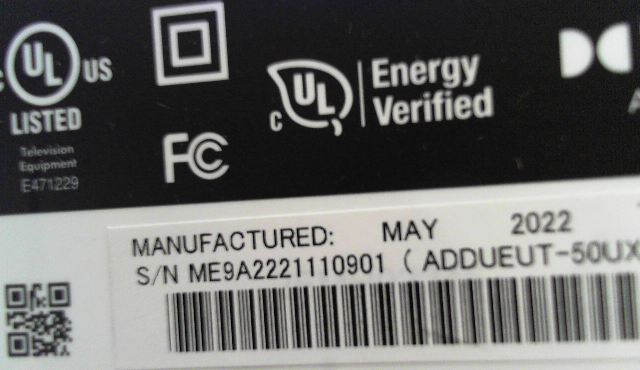 c UL US
LISTED
Television
Equipment
E471229
FC
c UL Energy
Verified
MANUFACTURED: MAY 2022
S/N ME9A2221110901 ( ADDUEUT-50UX